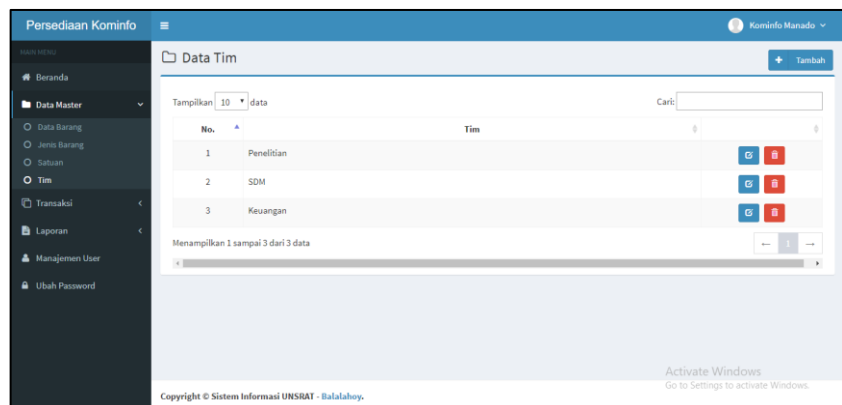 Persediaan Kominfo
Kominfo Manado
MAIN MENU
Beranda
Data Master
Data Barang
Jenis Barang
Satuan
Tim
Transaksi
Laporan
Manajemen User
Ubah Password
Data Tim
Tambah
Tampilkan 10 data
Cari:
No. Tim
1 Penelitian
2 SDM
3 Keuangan
Menampilkan 1 sampai 3 dari 3 data
← 1 →
Activate Windows
Go to Settings to activate Windows.
Copyright © Sistem Informasi UNSRAT - Balalahoy.